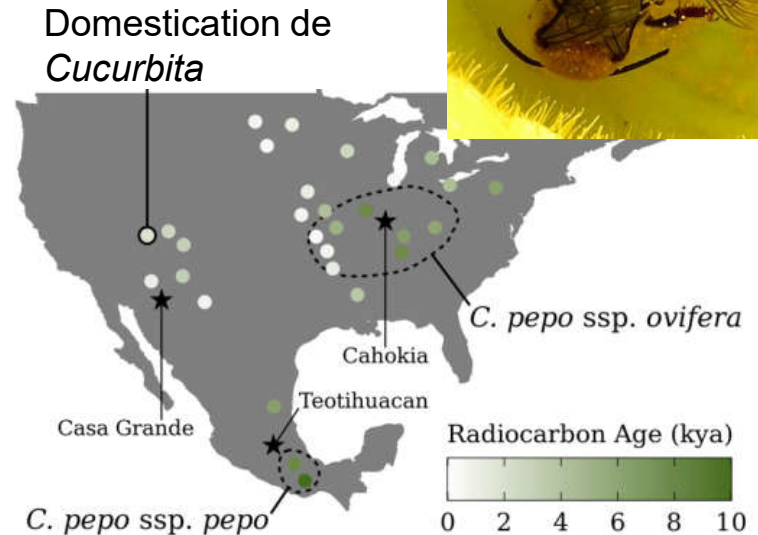 Domestication de
Cucurbita
C. pepo ssp. ovifera
Cahokia
Teotihuacan
Casa Grande
Radiocarbon Age (kya)
0 2 4 6 8 10
C. pepo ssp. pepo